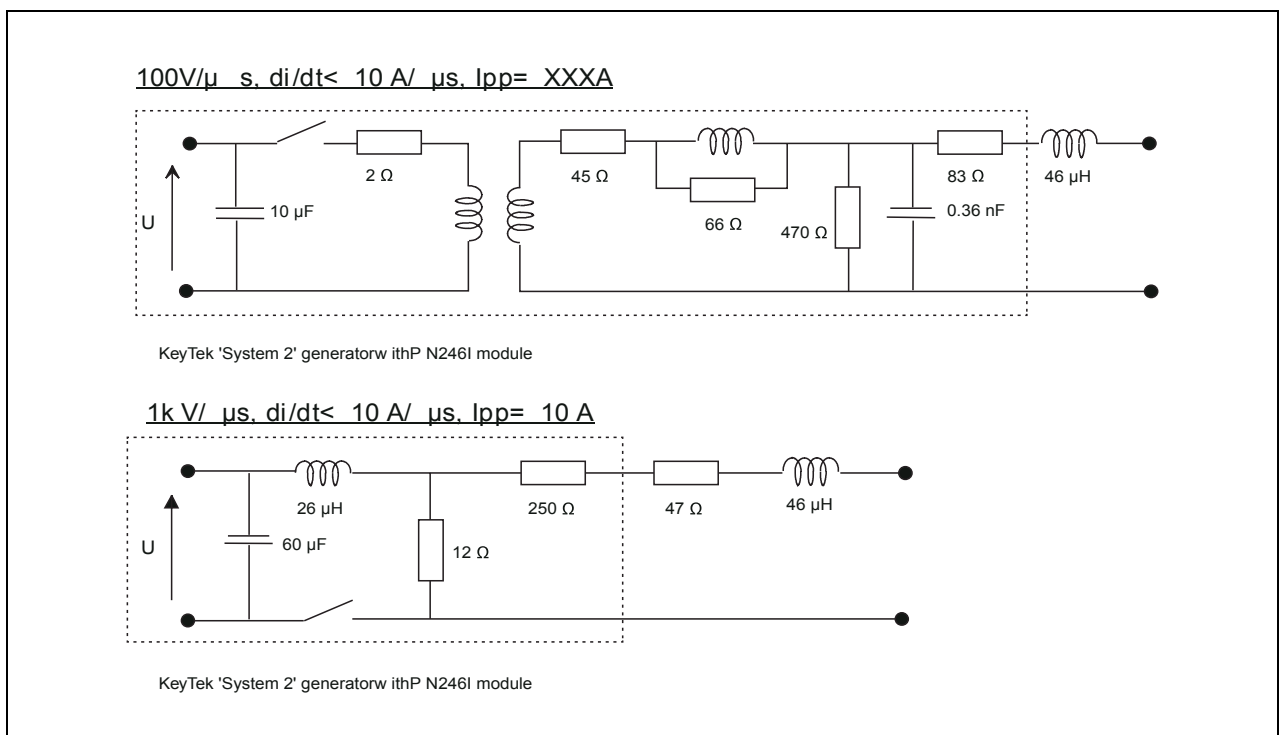 100V/µ s, di/dt< 10 A/ µs, Ipp= XXXA
2 Ω
45 Ω
83 Ω
46 µH
U
10 µF
66 Ω
470 Ω
0.36 nF
KeyTek 'System 2' generatorw ithP N246I module
1k V/ µs, di/dt< 10 A/ µs, Ipp= 10 A
26 µH
250 Ω
47 Ω
46 µH
U
60 µF
12 Ω
KeyTek 'System 2' generatorw ithP N246I module